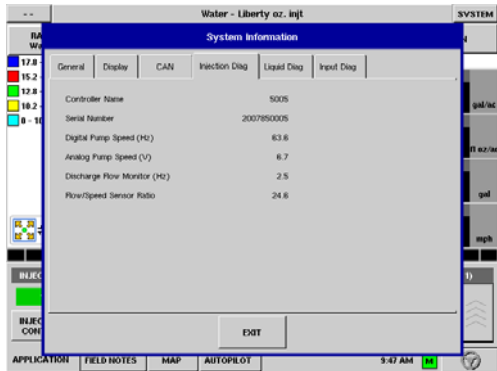 - -
Water - Liberty oz. injt
SYSTEM
System Information
General
Display
CAN
Injection Diag
Liquid Diag
Input Diag
Controller Name 5005
Serial Number 2007850005
Digital Pump Speed (Hz) 63.6
Analog Pump Speed (V) 6.7
Discharge Flow Monitor (Hz) 2.5
Flow/Speed Sensor Ratio 24.6
EXIT
17.8
15.2
12.8
10.2
gal/ac
gal
mph
INJEC
INJEC
CON
APPLICATION
FIELD NOTES
MAP
AUTOPILOT
9:47 AM
M